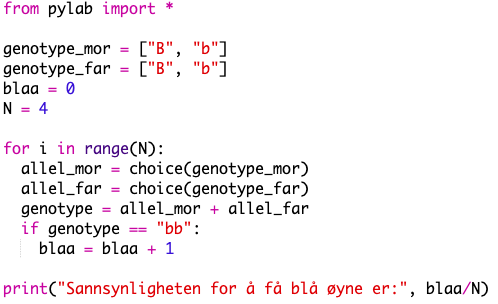 from pylab import *

genotype_mor = ["B", "b"]
genotype_far = ["B", "b"]
blaa = 0
N = 4

for i in range(N):
  allel_mor = choice(genotype_mor)
  allel_far = choice(genotype_far)
  genotype = allel_mor + allel_far
  if genotype == "bb":
    blaa = blaa + 1

print("Sannsynligheten for å få blå øyne er:", blaa/N)